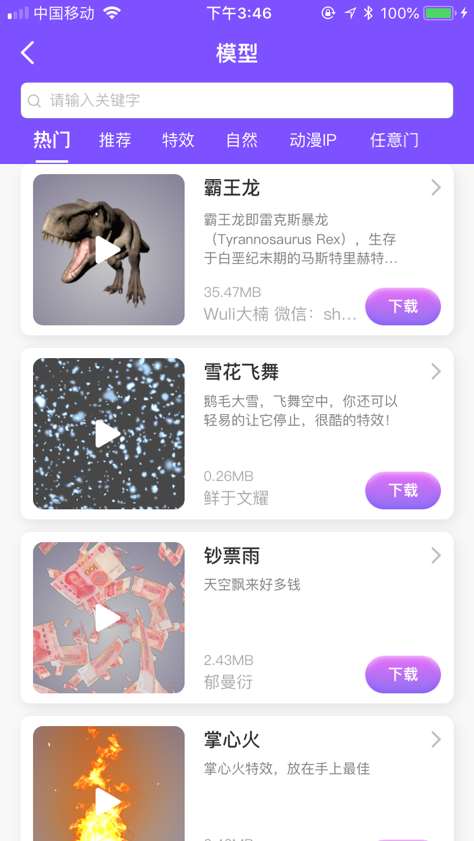 中国移动
下午3:46
100%
模型
请输入关键字
热门 推荐 特效 自然 动漫IP 任意门
霸王龙
霸王龙即雷克斯暴龙
(Tyrannosaurus Rex），生存
于白垩纪末期的马斯特里赫特...
35.47MB
Wuli大楠 微信：sh...
下载
雪花飞舞
鹅毛大雪，飞舞空中，你还可以
轻易的让它停止，很酷的特效！
0.26MB
鲜于文耀
下载
钞票雨
天空飘来好多钱
2.43MB
郁曼衍
下载
掌心火
掌心火特效，放在手上最佳